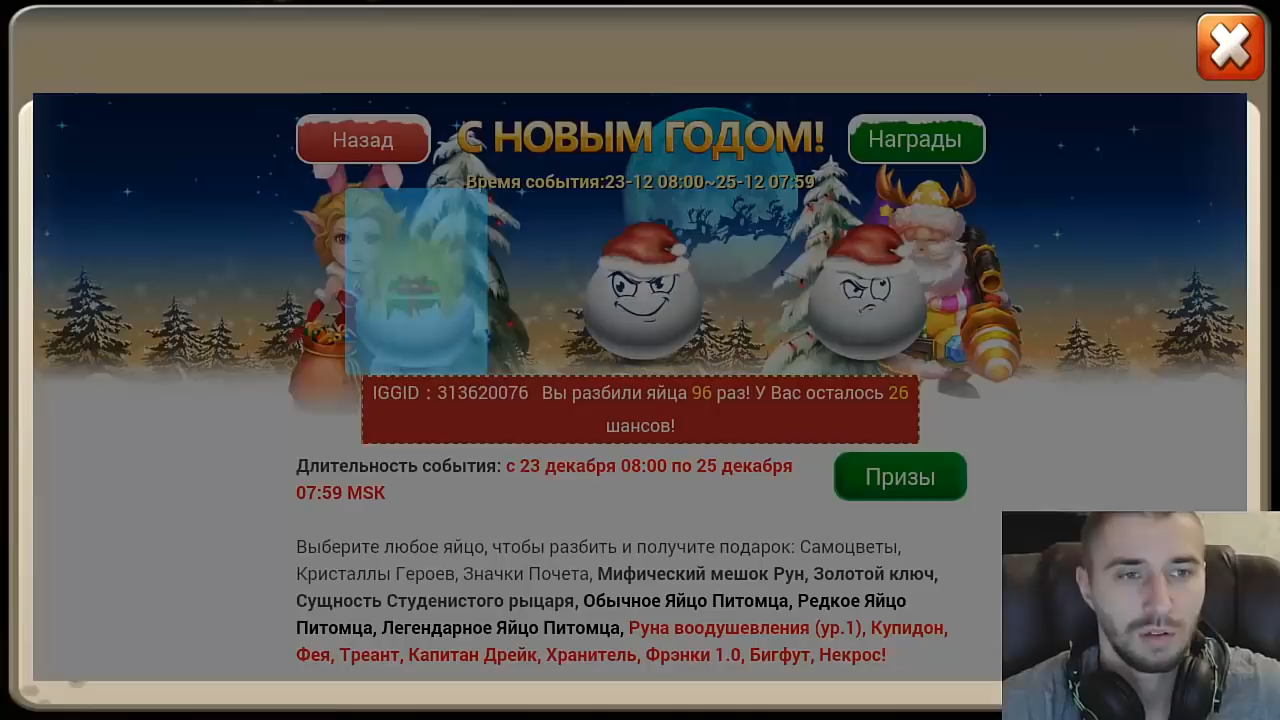 Назад
С НОВЫМ ГОДОМ!
Награды
Время события:23-12 08:00~25-12 07:59
IGGID : 313620076 Вы разбили яйца 96 раз! У Вас осталось 26
шансов!
Длительность события: с 23 декабря 08:00 по 25 декабря
07:59 MSK
Призы
Выберите любое яйцо, чтобы разбить и получите подарок: Самоцветы,
Кристаллы Героев, Значки Почета, Мифический мешок Рун, Золотой ключ,
Сущность Студенистого рыцаря, Обычное Яйцо Питомца, Редкое Яйцо
Питомца, Легендарное Яйцо Питомца, Руна воодушевления (ур.1), Купидон,
Фея, Треант, Капитан Дрейк, Хранитель, Фрэнки 1.0, Бигфут, Некрос!